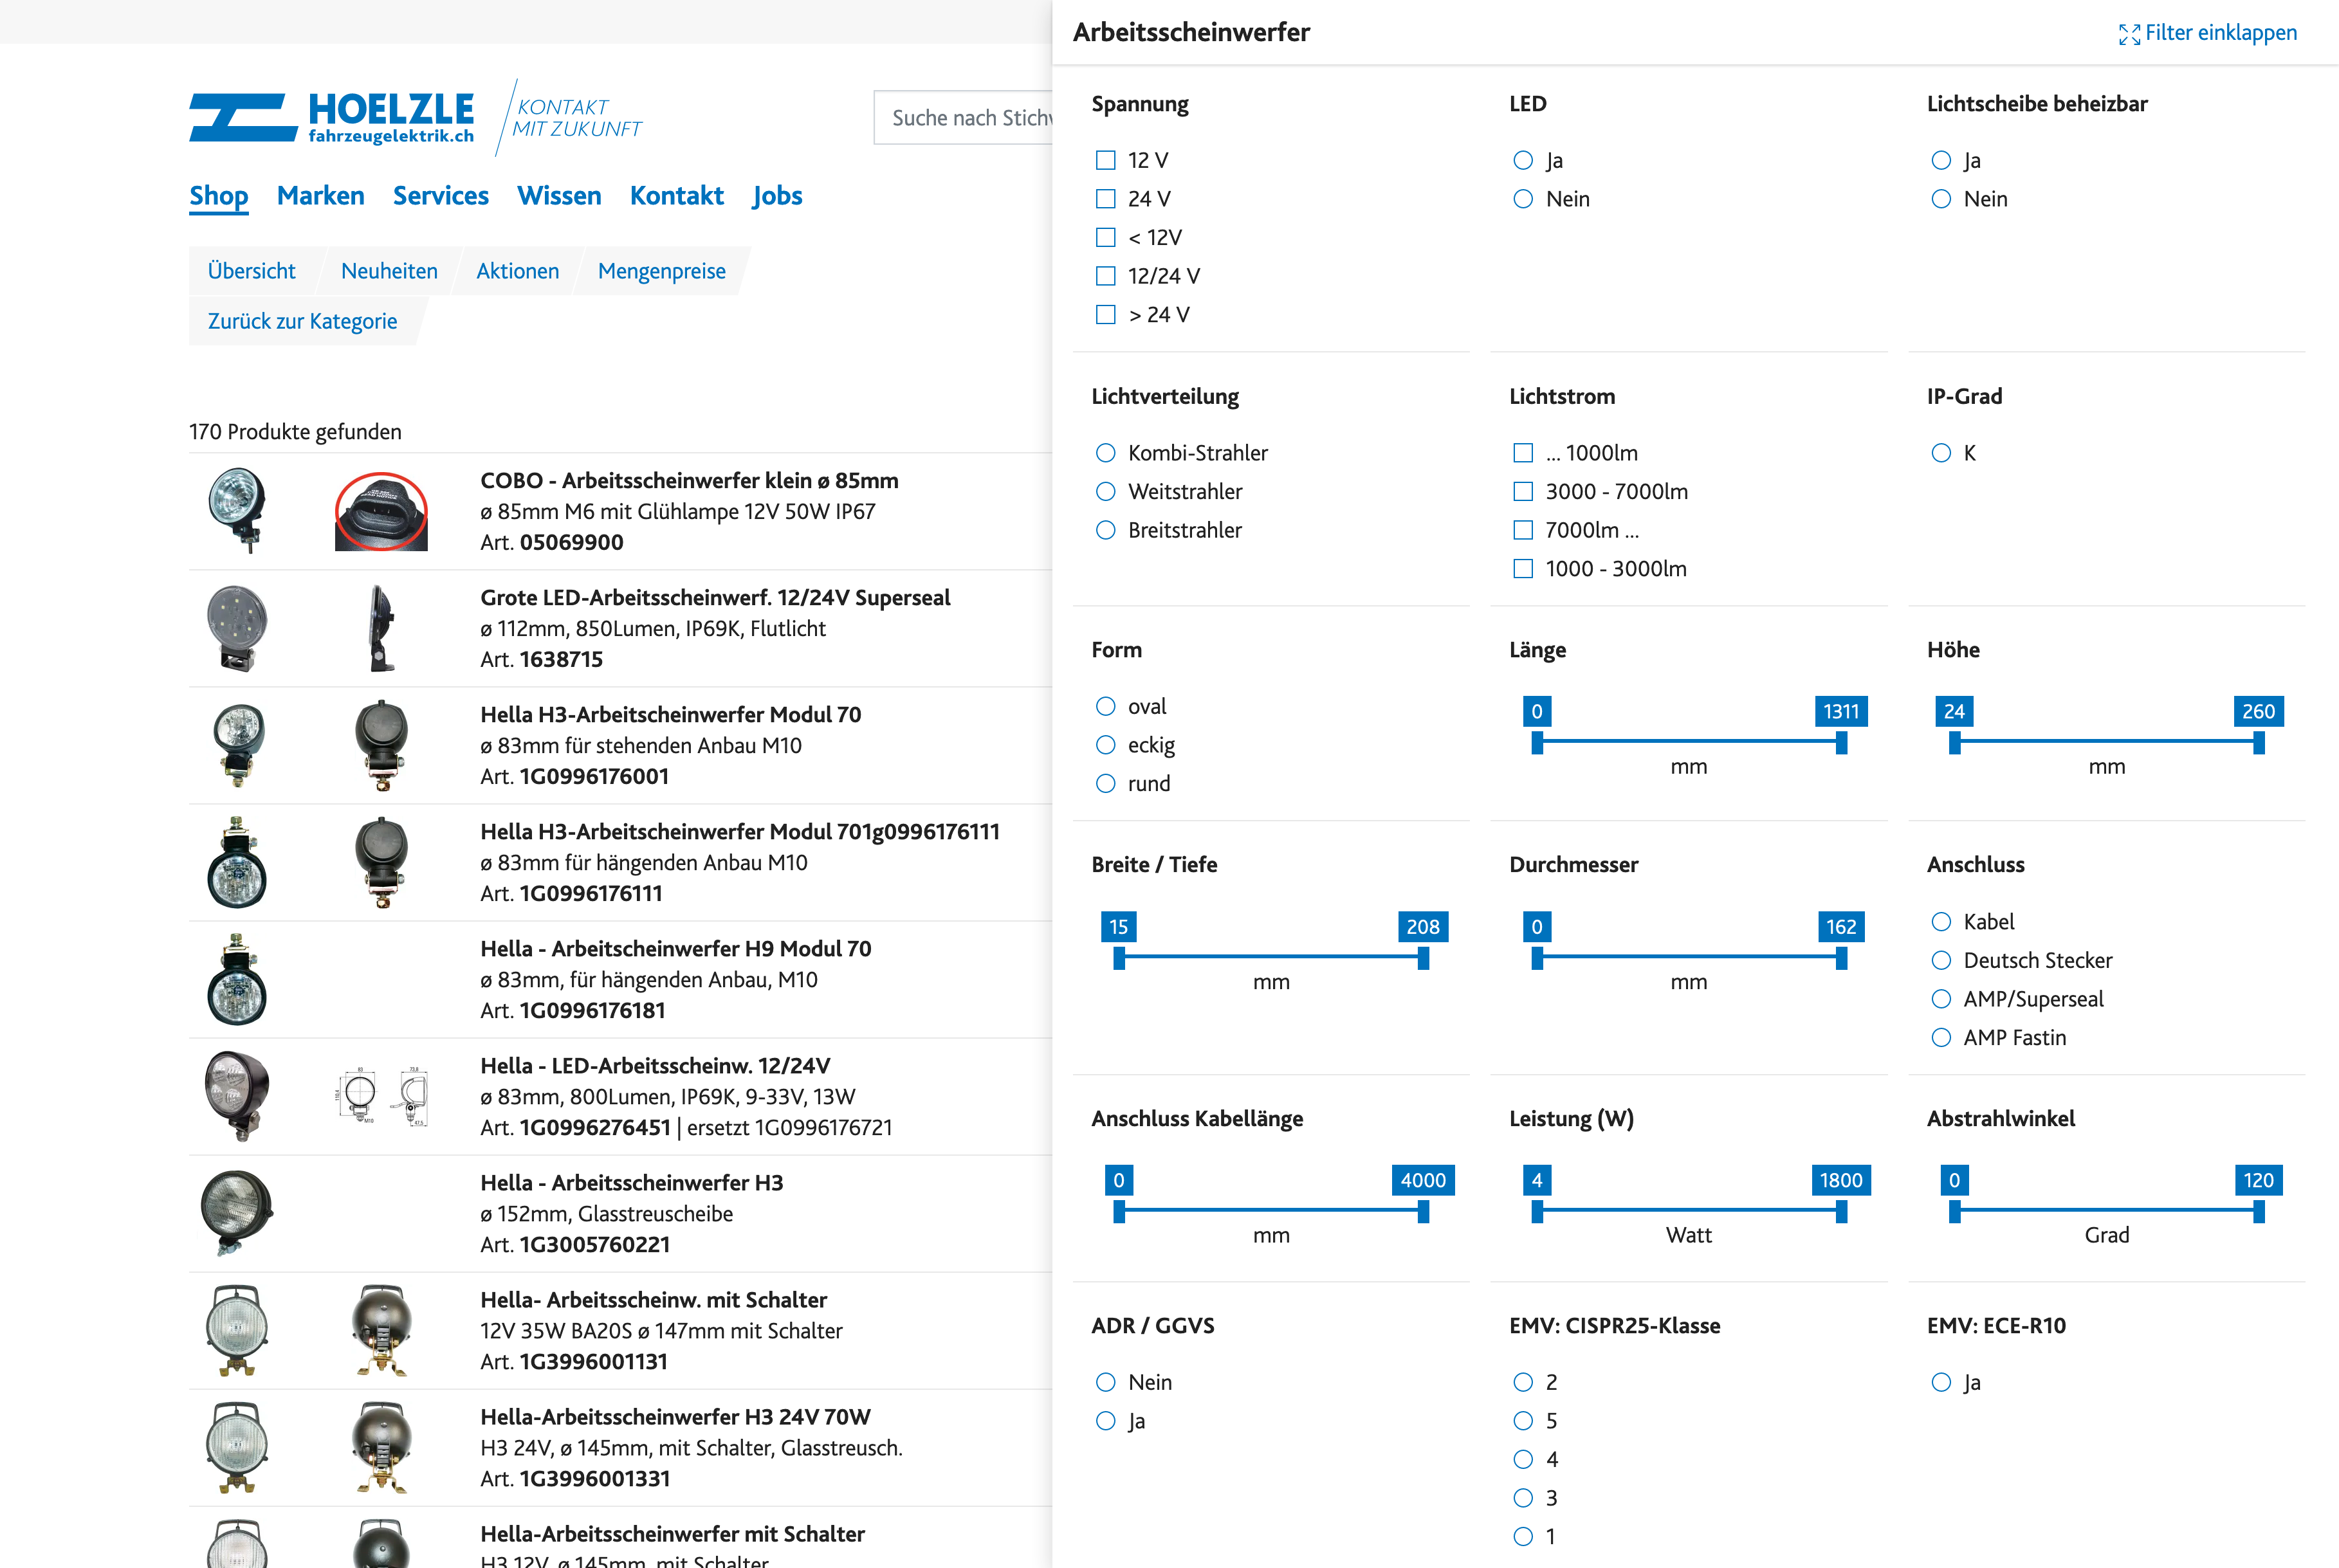 HOELZLE
fahrzeugelektrik.ch
KONTAKT
MIT ZUKUNFT
Suche nach Stichw
Shop Marken Services Wissen Kontakt Jobs
Übersicht Neuheiten Aktionen Mengenpreise
Zurück zur Kategorie
170 Produkte gefunden
COBO - Arbeitsscheinwerfer klein ø 85mm
ø 85mm M6 mit Glühlampe 12V 50W IP67
Art. 05069900
Grote LED-Arbeitsscheinwerf. 12/24V Superseal
ø 112mm, 850Lumen, IP69K, Flutlicht
Art. 1638715
Hella H3-Arbeitscheinwerfer Modul 70
ø 83mm für stehenden Anbau M10
Art. 1G0996176001
Hella H3-Arbeitscheinwerfer Modul 701g0996176111
ø 83mm für hängenden Anbau M10
Art. 1G0996176111
Hella - Arbeitscheinwerfer H9 Modul 70
ø 83mm, für hängenden Anbau, M10
Art. 1G0996176181
Hella - LED-Arbeitsscheinw. 12/24V
ø 83mm, 800Lumen, IP69K, 9-33V, 13W
Art. 1G0996276451 | ersetzt 1G0996176721
Hella - Arbeitsscheinwerfer H3
ø 152mm, Glasstreuscheibe
Art. 1G3005760221
Hella- Arbeitsscheinw. mit Schalter
12V 35W BA20S ø 147mm mit Schalter
Art. 1G3996001131
Hella-Arbeitsscheinwerfer H3 24V 70W
H3 24V, ø 145mm, mit Schalter, Glasstreusch.
Art. 1G3996001331
Hella-Arbeitsscheinwerfer mit Schalter
H3 12V, ø 145mm, mit Schalter
Arbeitsscheinwerfer
Filter einklappen
Spannung
12 V
24 V
< 12V
12/24 V
> 24 V
LED
Ja
Nein
Lichtscheibe beheizbar
Ja
Nein
Lichtverteilung
Kombi-Strahler
Weitstrahler
Breitstrahler
Lichtstrom
... 1000lm
3000 - 7000lm
7000lm ...
1000 - 3000lm
IP-Grad
K
Form
oval
eckig
rund
Länge
0 1311
mm
Höhe
24 260
mm
Breite / Tiefe
15 208
mm
Durchmesser
0 162
mm
Anschluss
Kabel
Deutsch Stecker
AMP/Superseal
AMP Fastin
Anschluss Kabellänge
0 4000
mm
Leistung (W)
4 1800
Watt
Abstrahlwinkel
0 120
Grad
ADR / GGVS
Nein
Ja
EMV: CISPR25-Klasse
2
5
4
3
1
EMV: ECE-R10
Ja